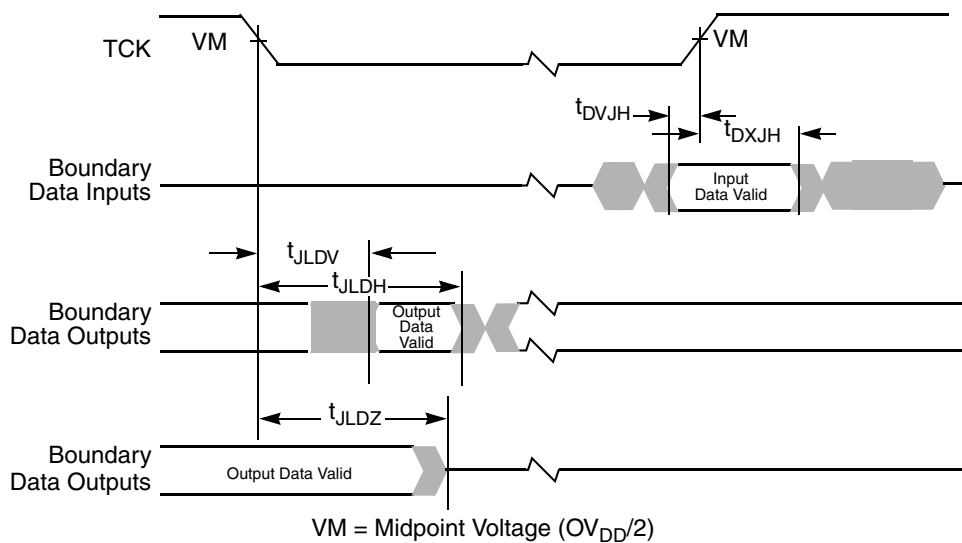 TCK
VM
VM
tDVJH
tDXJH
Boundary
Data Inputs
Input
Data Valid
tJLDV
tJLDH
Boundary
Data Outputs
Output
Data
Valid
tJLDZ
Boundary
Data Outputs
Output Data Valid
VM = Midpoint Voltage (OVDD/2)